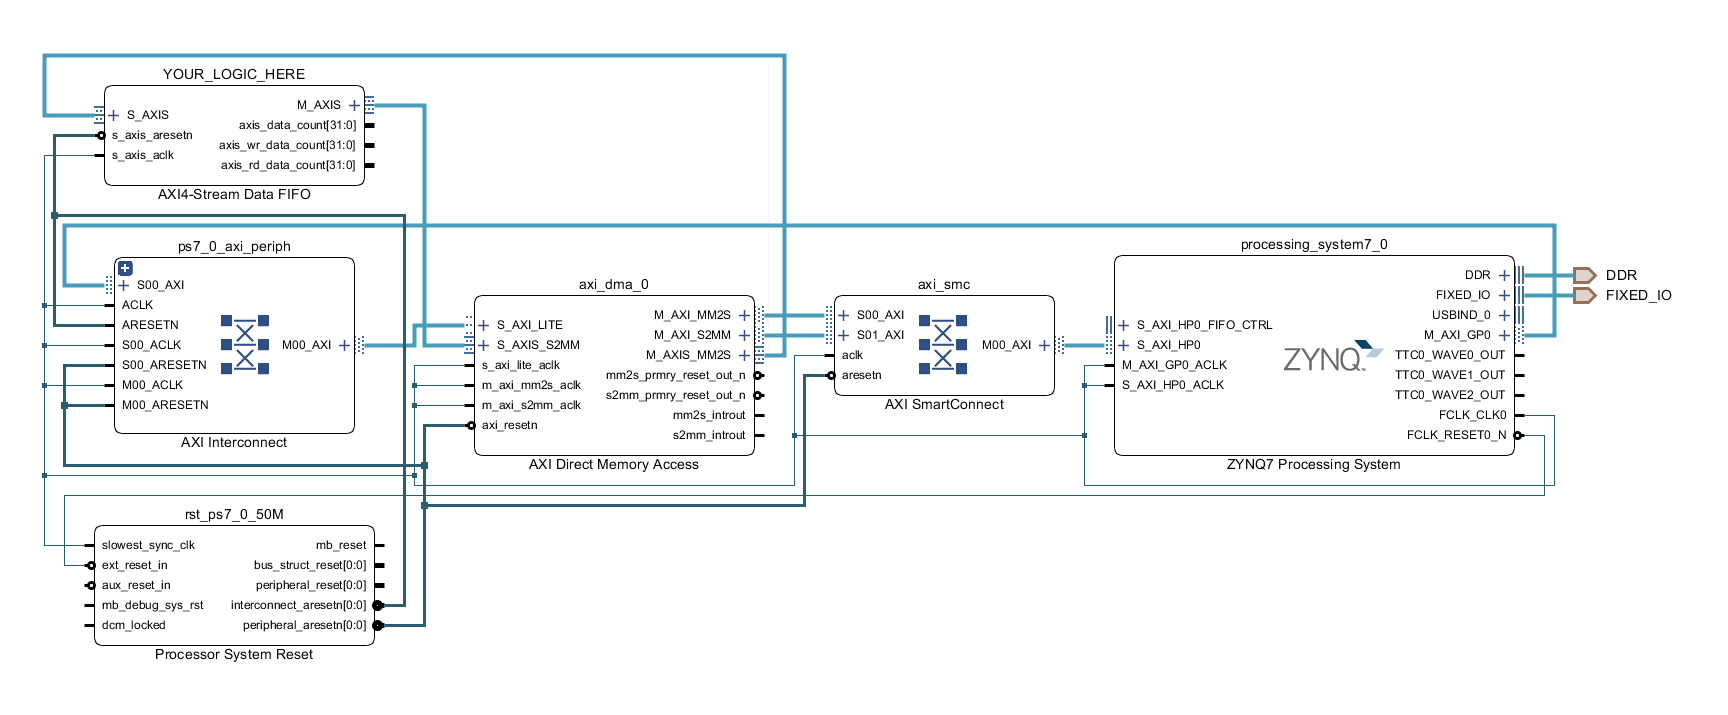 YOUR_LOGIC_HERE
S_AXIS
s_axis_aresetn
s_axis_aclk
M_AXIS
axis_data_count[31:0]
axis_wr_data_count[31:0]
axis_rd_data_count[31:0]
AXI4-Stream Data FIFO
ps7_0_axi_periph
S00_AXI
ACLK
ARESETN
S00_ACLK
S00_ARESETN
M00_ACLK
M00_ARESETN
M00_AXI
AXI Interconnect
axi_dma_0
S_AXI_LITE
S_AXIS_S2MM
s_axi_lite_aclk
m_axi_mm2s_aclk
m_axi_s2mm_aclk
axi_resetn
M_AXI_MM2S
M_AXI_S2MM
M_AXIS_MM2S
mm2s_prmry_reset_out_n
s2mm_prmry_reset_out_n
mm2s_introut
s2mm_introut
AXI Direct Memory Access
axi_smc
S00_AXI
S01_AXI
aclk
aresetn
M00_AXI
AXI SmartConnect
processing_system7_0
S_AXI_HP0_FIFO_CTRL
S_AXI_HP0
M_AXI_GP0_ACLK
S_AXI_HP0_ACLK
ZYNQ
DDR
FIXED_IO
USBIND_0
M_AXI_GP0
TTC0_WAVE0_OUT
TTC0_WAVE1_OUT
TTC0_WAVE2_OUT
FCLK_CLK0
FCLK_RESET0_N
ZYNQ7 Processing System
DDR
FIXED_IO
rst_ps7_0_50M
slowest_sync_clk
ext_reset_in
aux_reset_in
mb_debug_sys_rst
dcm_locked
mb_reset
bus_struct_reset[0:0]
peripheral_reset[0:0]
interconnect_aresetn[0:0]
peripheral_aresetn[0:0]
Processor System Reset